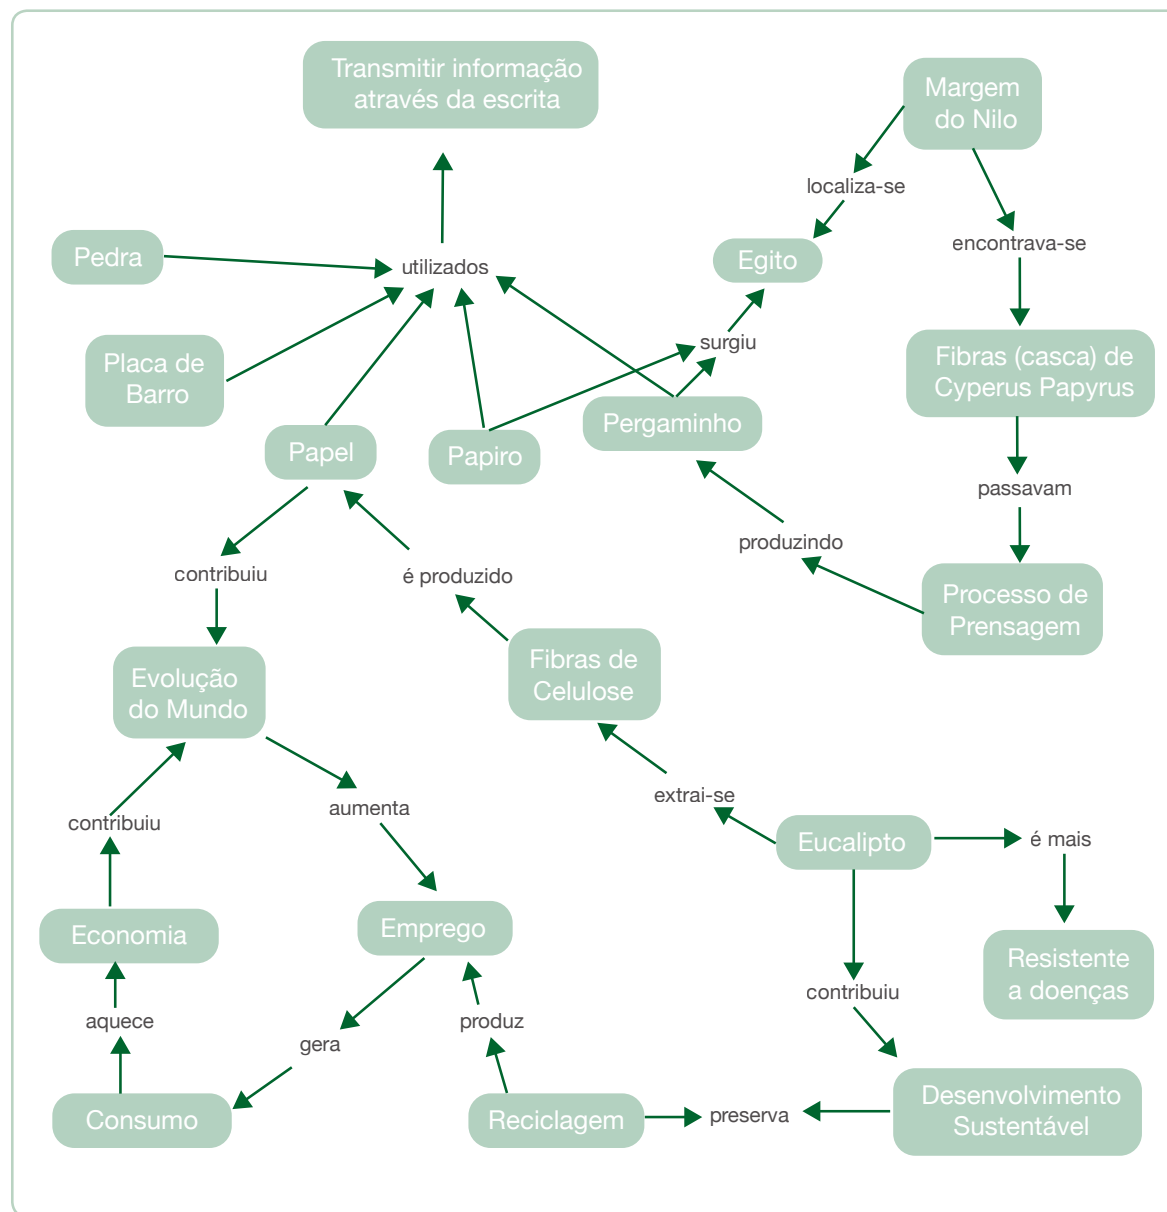 Transmitir informação
através da escrita
Margem
do Nilo
localiza-se
Pedra
utilizados
Egito
encontrava-se
surgiu
Placa de
Barro
Fibras (casca) de
Cyperus Papyrus
Papel
Papiro
Pergaminho
passavam
produzindo
contribuiu
é produzido
Processo de
Prensagem
Evolução
do Mundo
Fibras de
Celulose
extrai-se
aumenta
contribuiu
Eucalipto
é mais
Economia
Emprego
Resistente
a doenças
contribuiu
aquece
produz
gera
Consumo
Reciclagem
preserva
Desenvolvimento
Sustentável